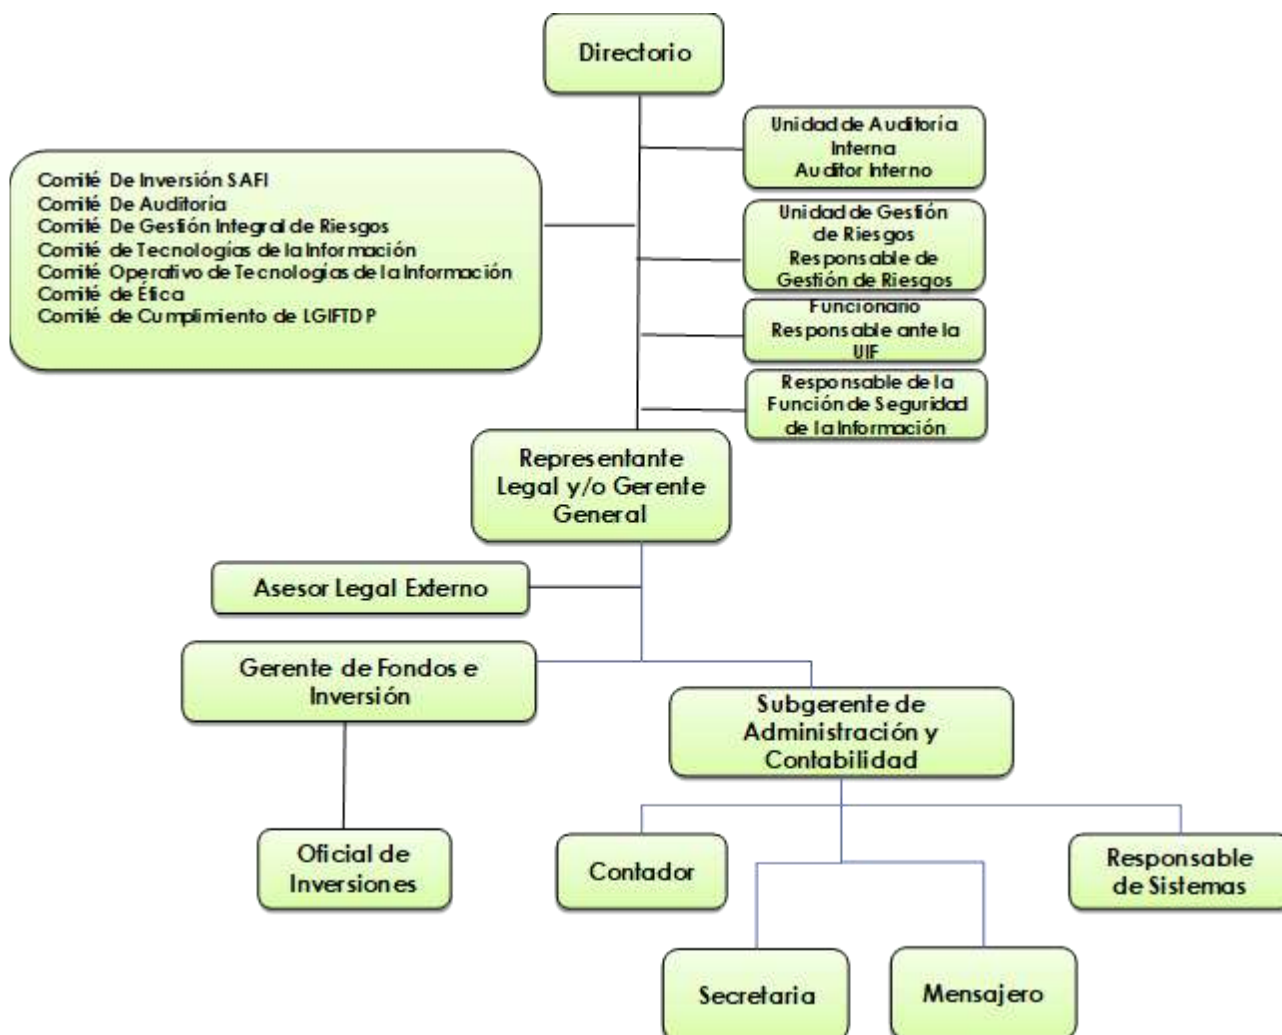 Directorio
Unidad de Auditoría
Interna
Auditor Interno
Comité De Inversión SAFI
Comité De Auditoría
Comité De Gestión Integral de Riesgos
Comité de Tecnologías de la Información
Comité Operativo de Tecnologías de la Información
Comité de Ética
Comité de Cumplimiento de LGIFTDP
Unidad de Gestión
de Riesgos
Responsable de
Gestión de Riesgos
Funcionario
Responsable ante la
UIF
Responsable de la
Función de Seguridad
de la Información
Representante
Legal y/o Gerente
General
Asesor Legal Externo
Gerente de Fondos e
Inversión
Subgerente de
Administración y
Contabilidad
Oficial de
Inversiones
Contador
Responsable
de Sistemas
Secretaria
Mensajero